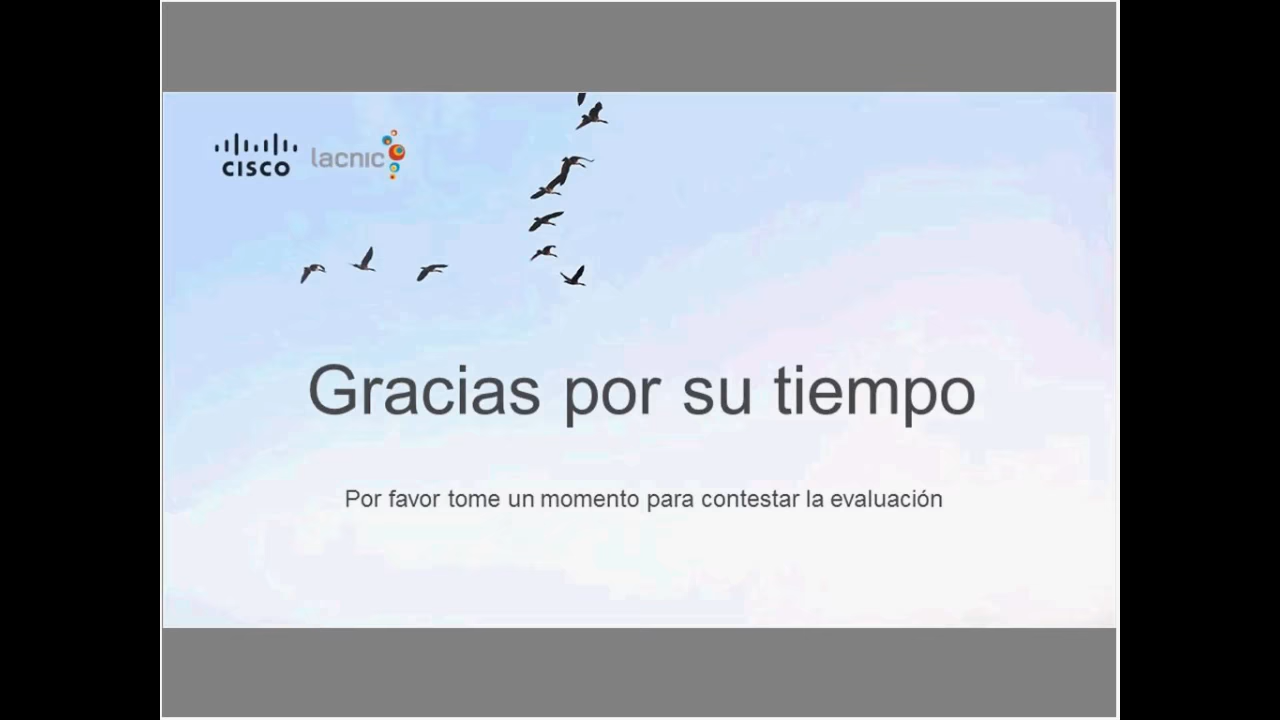 CISCO
lacnic
Gracias por su tiempo
Por favor tome un momento para contestar la evaluación